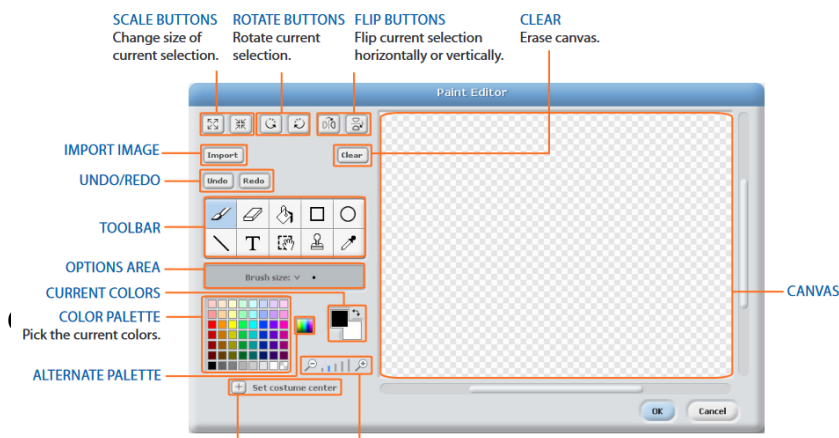 SCALE BUTTONS
Change size of
current selection.
ROTATE BUTTONS
Rotate current
selection.
FLIP BUTTONS
Flip current selection
horizontally or vertically.
CLEAR
Erase canvas.
Paint Editor
IMPORT IMAGE
Import
Clear
UNDO/REDO
Undo
Redo
TOOLBAR
T
OPTIONS AREA
Brush size:
CURRENT COLORS
COLOR PALETTE
Pick the current colors.
CANVAS
ALTERNATE PALETTE
Set costume center
OK
Cancel